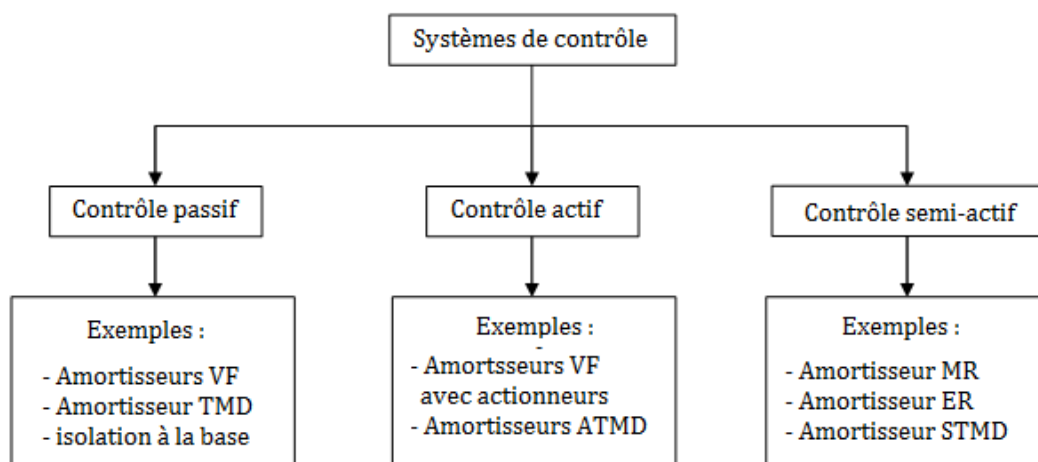 Systèmes de contrôle
Contrôle passif
Contrôle actif
Contrôle semi-actif
Exemples :
- Amortisseurs VF
- Amortisseur TMD
- isolation à la base
Exemples :
-
- Amortsseurs VF
avec actionneurs
- Amortisseurs ATMD
Exemples :
- Amortisseur MR
- Amortisseur ER
- Amortisseur STMD